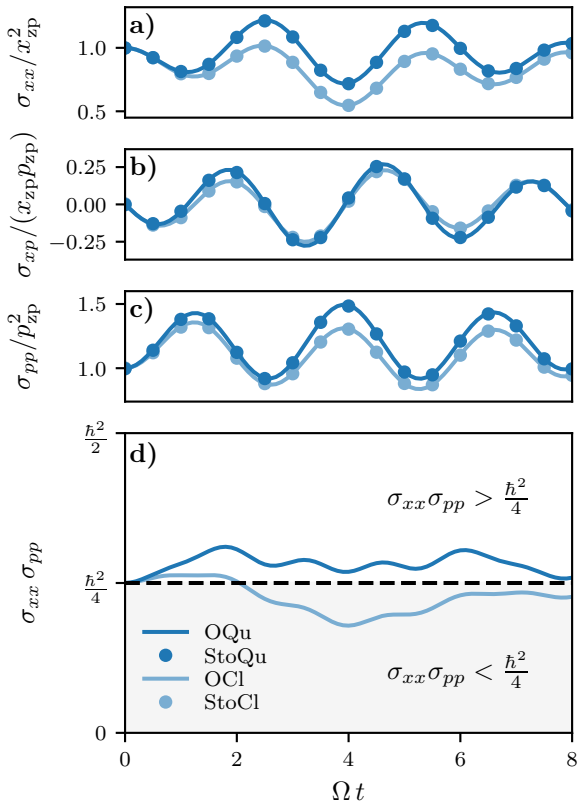 a)
σ_xx/x²_zp
1.0
0.5
b)
σ_xp/(x_zp p_zp)
0.25
0.00
−0.25
c)
σ_pp/p²_zp
1.5
1.0
d)
σ_xx σ_pp
ħ²/2
ħ²/4
0
σ_xx σ_pp > ħ²/4
OQu
StoQu
OCl
StoCl
σ_xx σ_pp < ħ²/4
0 2 4 6 8
Ω t